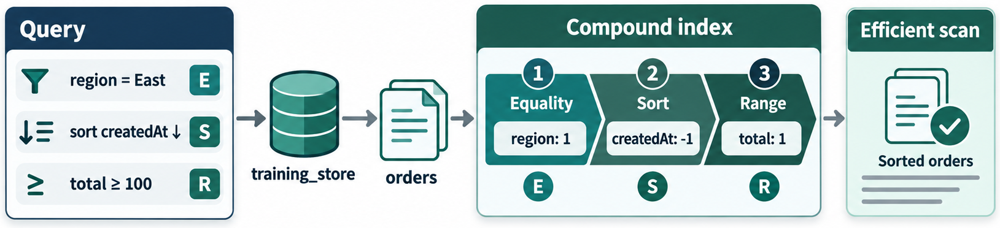 Query
region = East E
sort createdAt ↓ S
total ≥ 100 R
training_store
orders
Compound index
1
Equality
region: 1
E
2
Sort
createdAt: -1
S
3
Range
total: 1
R
Efficient scan
Sorted orders